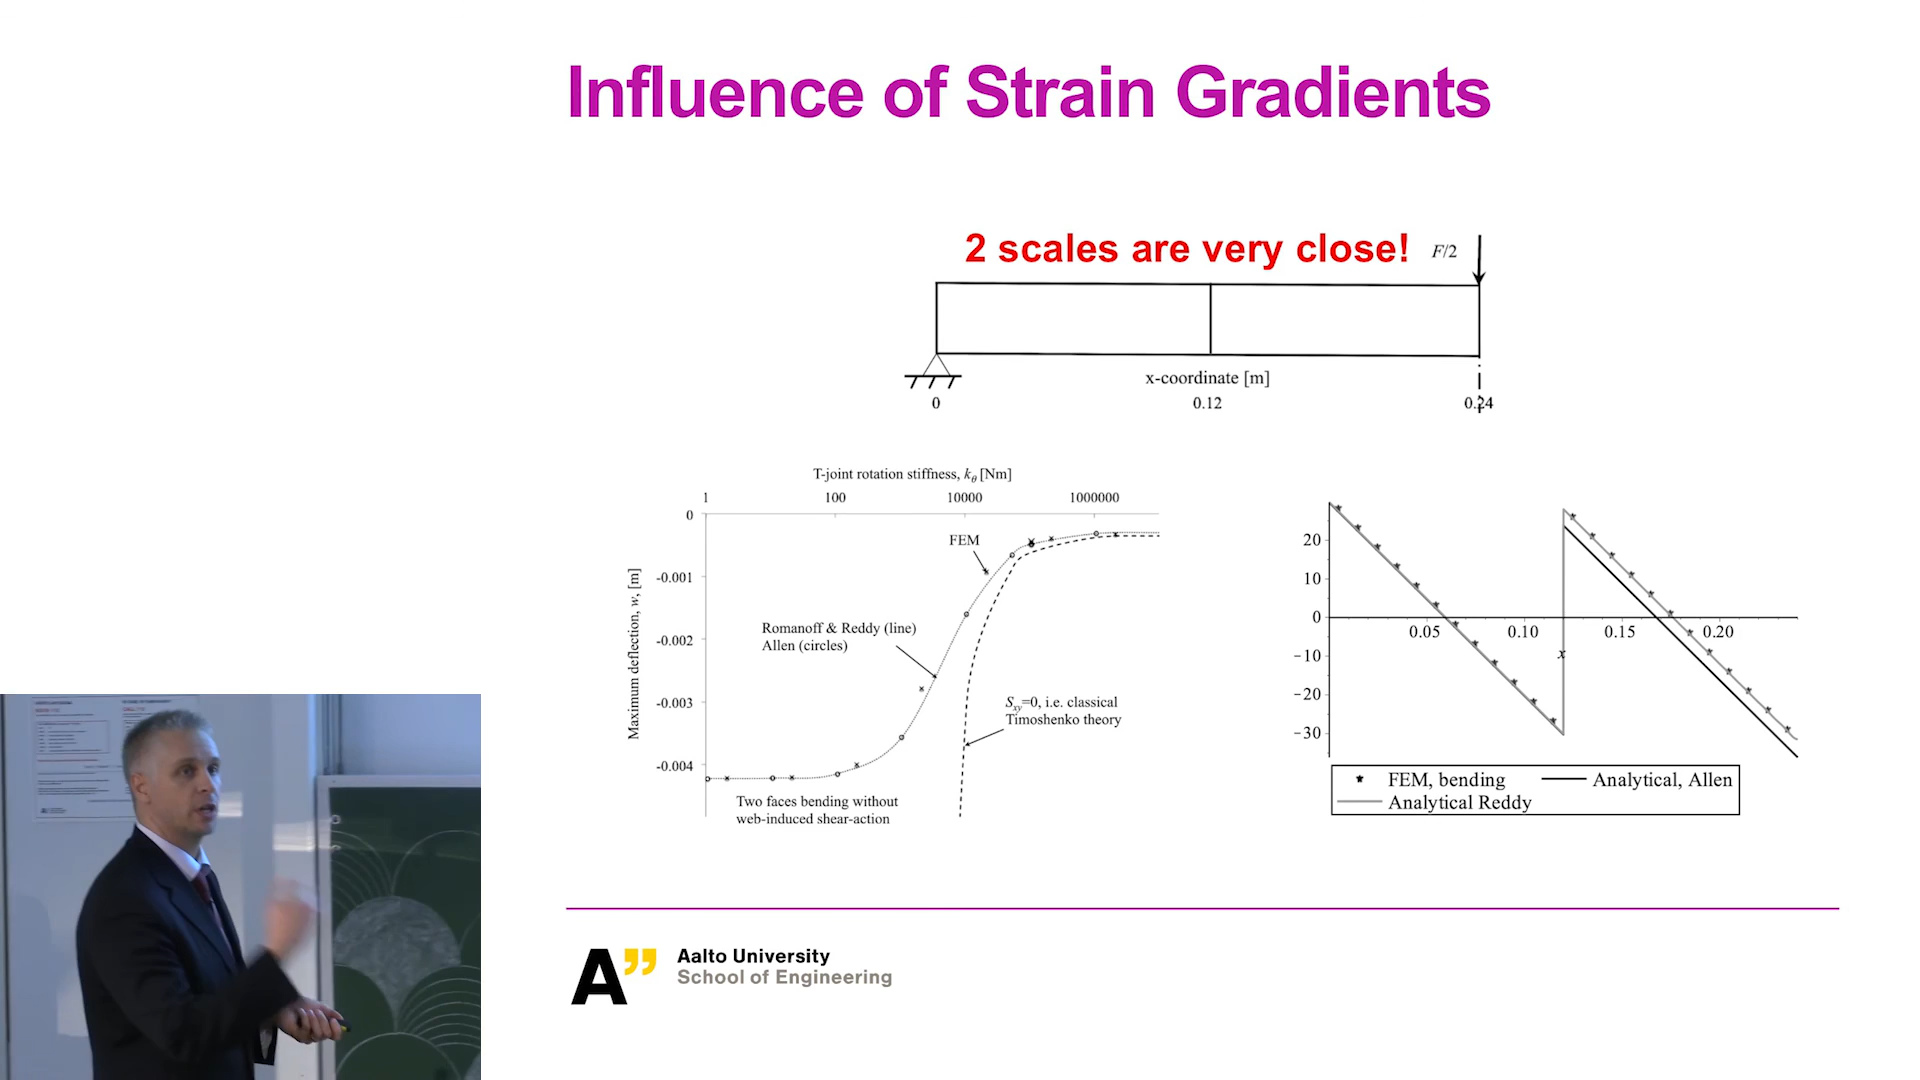 Influence of Strain Gradients
2 scales are very close!
F/2
x-coordinate [m]
0 0.12 0.24
T-joint rotation stiffness, kθ [Nm]
1 100 10000 1000000
0
-0.001
-0.002
-0.003
-0.004
Maximum deflection, w, [m]
FEM
Romanoff & Reddy (line)
Allen (circles)
Sxy=0, i.e. classical
Timoshenko theory
Two faces bending without
web-induced shear-action
20
10
0
-10
-20
-30
0.05 0.10 0.15 0.20
x
FEM, bending Analytical, Allen
Analytical Reddy
A”
Aalto University
School of Engineering